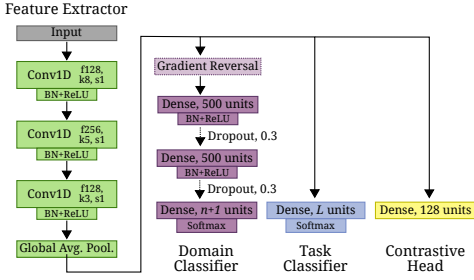 Feature Extractor
Input
Conv1D f128, k8, s1
BN+ReLU
Conv1D f256, k5, s1
BN+ReLU
Conv1D f128, k3, s1
BN+ReLU
Global Avg. Pool.
Gradient Reversal
Dense, 500 units
BN+ReLU
Dropout, 0.3
Dense, 500 units
BN+ReLU
Dropout, 0.3
Dense, n+1 units
Softmax
Domain
Classifier
Dense, L units
Softmax
Task
Classifier
Dense, 128 units
Contrastive
Head